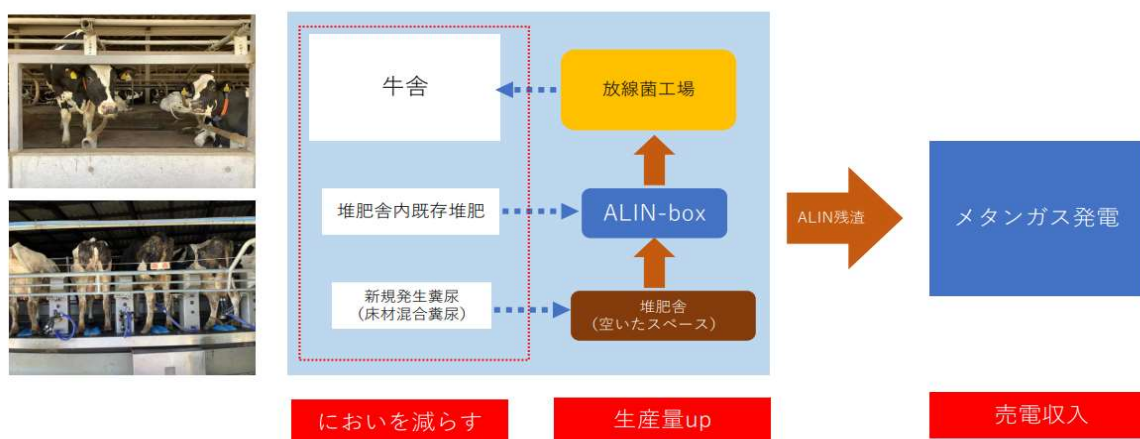 牛舎
放線菌工場
堆肥舎内既存堆肥
ALIN-box
ALIN残渣
メタンガス発電
新規発生糞尿
(床材混合糞尿)
堆肥舎
(空いたスペース)
においを減らす
生産量up
売電収入